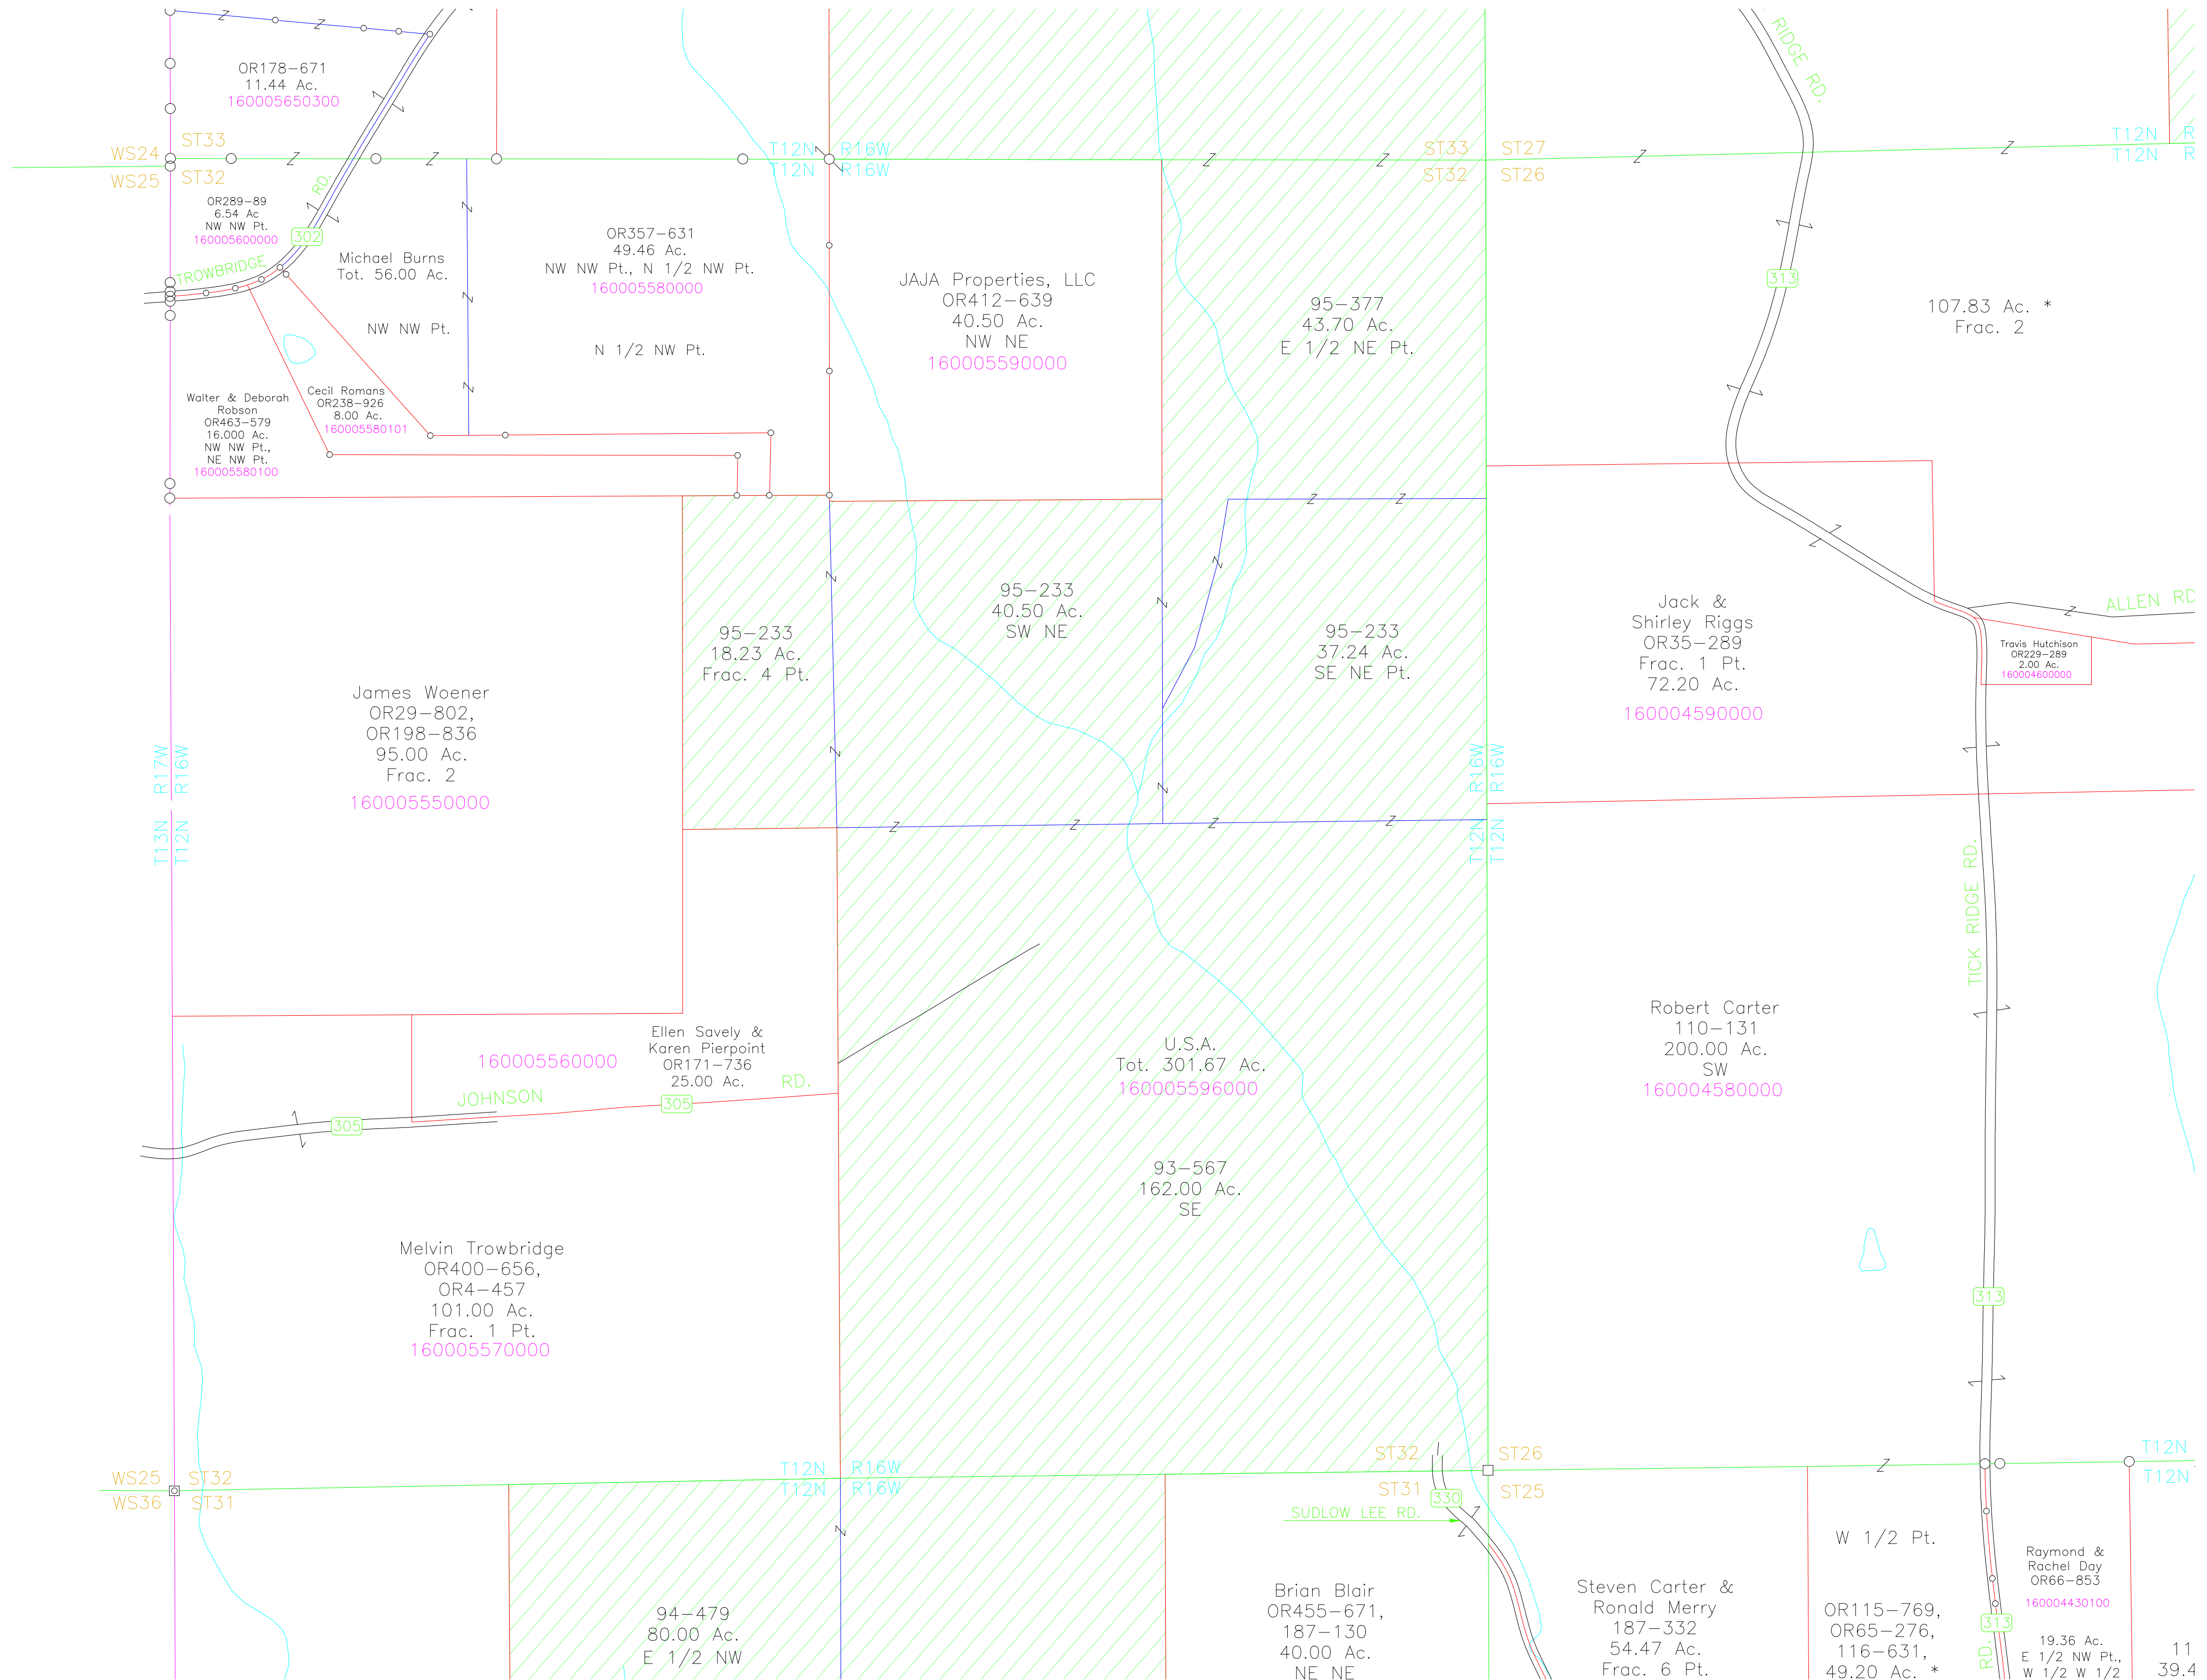 OR178-671
11.44 Ac.
160005650300
RIDGE RD.
WS24
ST33
WS25
ST32
T12N R16W
T12N R16W
ST33 ST27
ST32 ST26
T12N
T12N
OR289-89
6.54 Ac
NW NW Pt.
160005600000
302
TROWBRIDGE
RD.
Michael Burns
Tot. 56.00 Ac.
NW NW Pt.
OR357-631
49.46 Ac.
NW NW Pt., N 1/2 NW Pt.
160005580000
N 1/2 NW Pt.
JAJA Properties, LLC
OR412-639
40.50 Ac.
NW NE
160005590000
95-377
43.70 Ac.
E 1/2 NE Pt.
313
107.83 Ac. *
Frac. 2
Walter & Deborah
Robson
OR463-579
16.000 Ac.
NW NW Pt.,
NE NW Pt.
160005580100
Cecil Romans
OR238-926
8.00 Ac.
160005580101
95-233
18.23 Ac.
Frac. 4 Pt.
95-233
40.50 Ac.
SW NE
95-233
37.24 Ac.
SE NE Pt.
Jack &
Shirley Riggs
OR35-289
Frac. 1 Pt.
72.20 Ac.
160004590000
ALLEN RD
Travis Hutchison
OR229-289
2.00 Ac.
160004600000
James Woener
OR29-802,
OR198-836
95.00 Ac.
Frac. 2
160005550000
R17W
R16W
T13N
T12N
R16W
R16W
T12N
T12N
TICK RIDGE RD.
160005560000
Ellen Savely &
Karen Pierpoint
OR171-736
25.00 Ac.
JOHNSON
RD.
305
305
U.S.A.
Tot. 301.67 Ac.
160005596000
93-567
162.00 Ac.
SE
Robert Carter
110-131
200.00 Ac.
SW
160004580000
Melvin Trowbridge
OR400-656,
OR4-457
101.00 Ac.
Frac. 1 Pt.
160005570000
313
WS25 ST32
WS36 ST31
T12N R16W
T12N R16W
ST32 ST26
ST31 ST25
T12N
T12N
330
SUDLOW LEE RD.
94-479
80.00 Ac.
E 1/2 NW
Brian Blair
OR455-671,
187-130
40.00 Ac.
NE NE
Steven Carter &
Ronald Merry
187-332
54.47 Ac.
Frac. 6 Pt.
W 1/2 Pt.
OR115-769,
OR65-276,
116-631,
49.20 Ac. *
Raymond &
Rachel Day
OR66-853
160004430100
313
RD.
19.36 Ac.
E 1/2 NW Pt.,
W 1/2 W 1/2
11
39.4